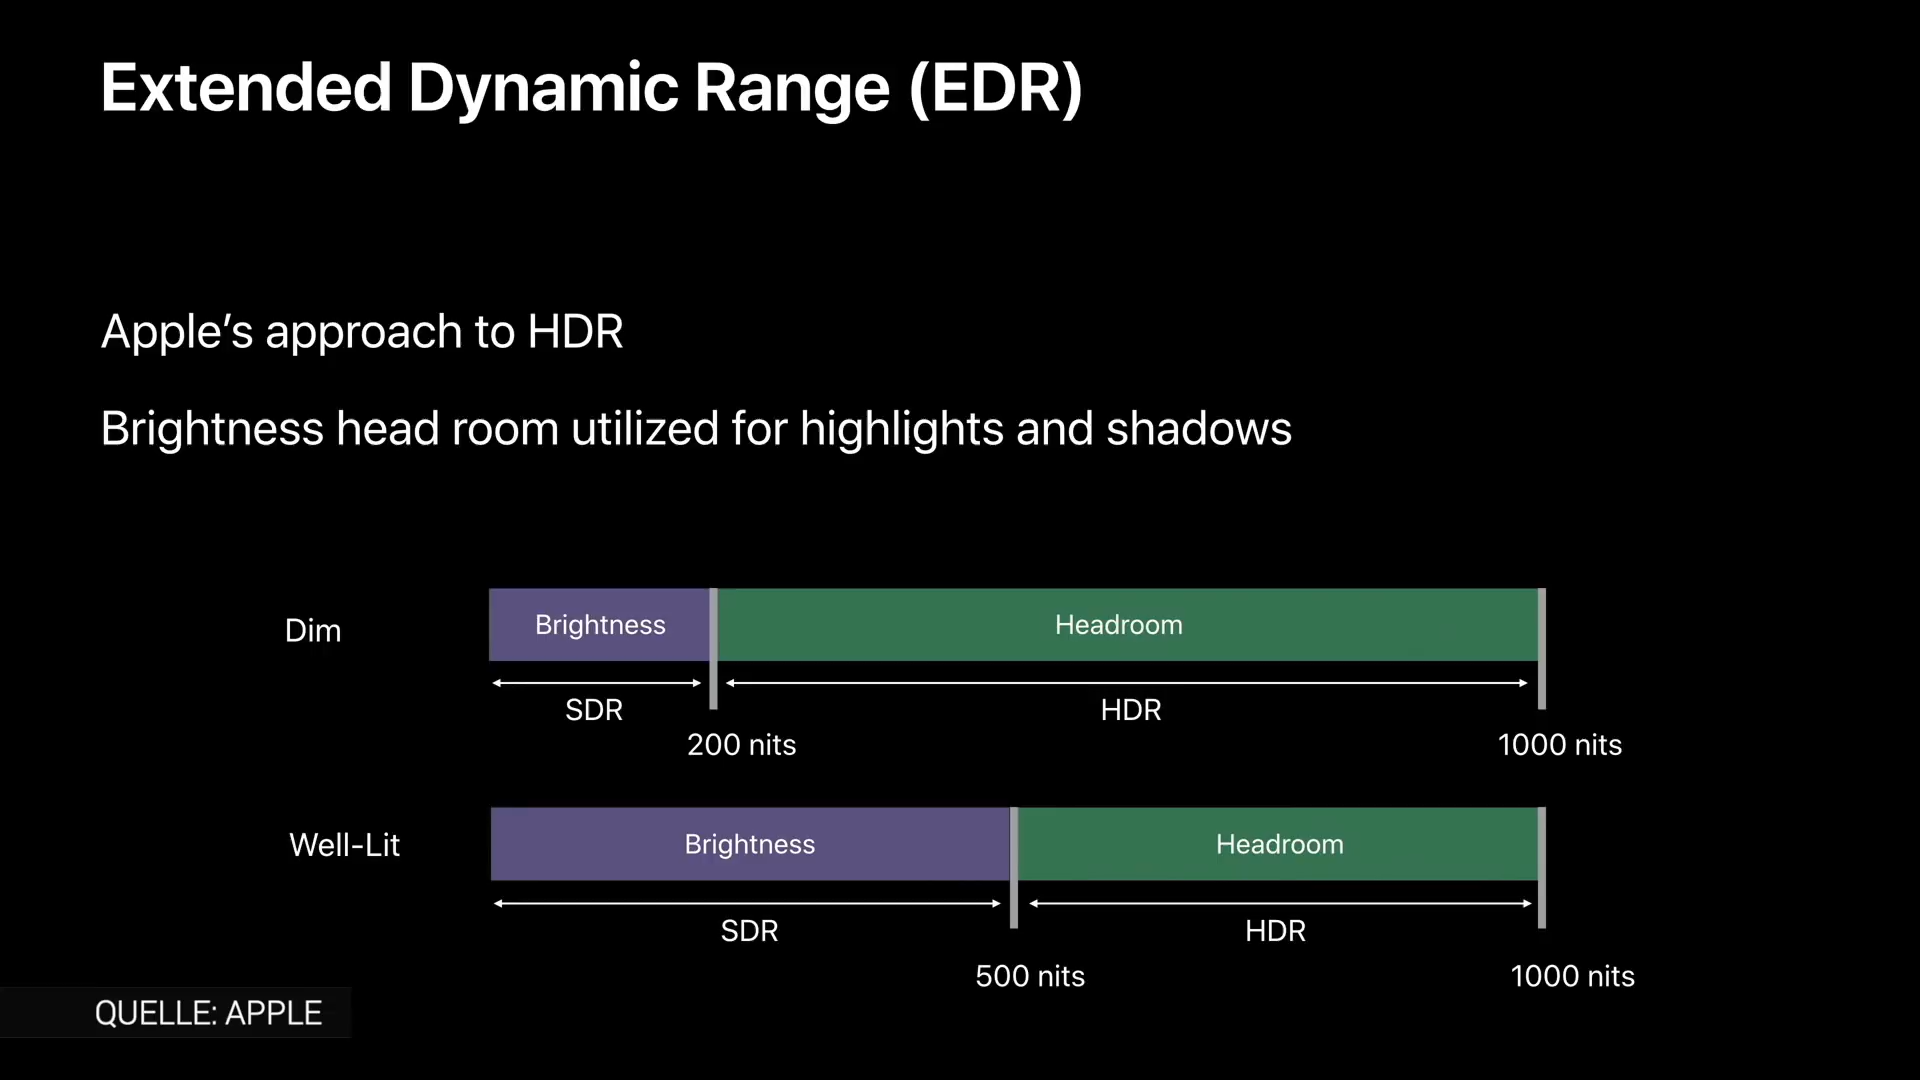 Extended Dynamic Range (EDR)
Apple’s approach to HDR
Brightness head room utilized for highlights and shadows
Dim
Brightness
Headroom
SDR
HDR
200 nits
1000 nits
Well-Lit
Brightness
Headroom
SDR
HDR
500 nits
1000 nits
QUELLE: APPLE